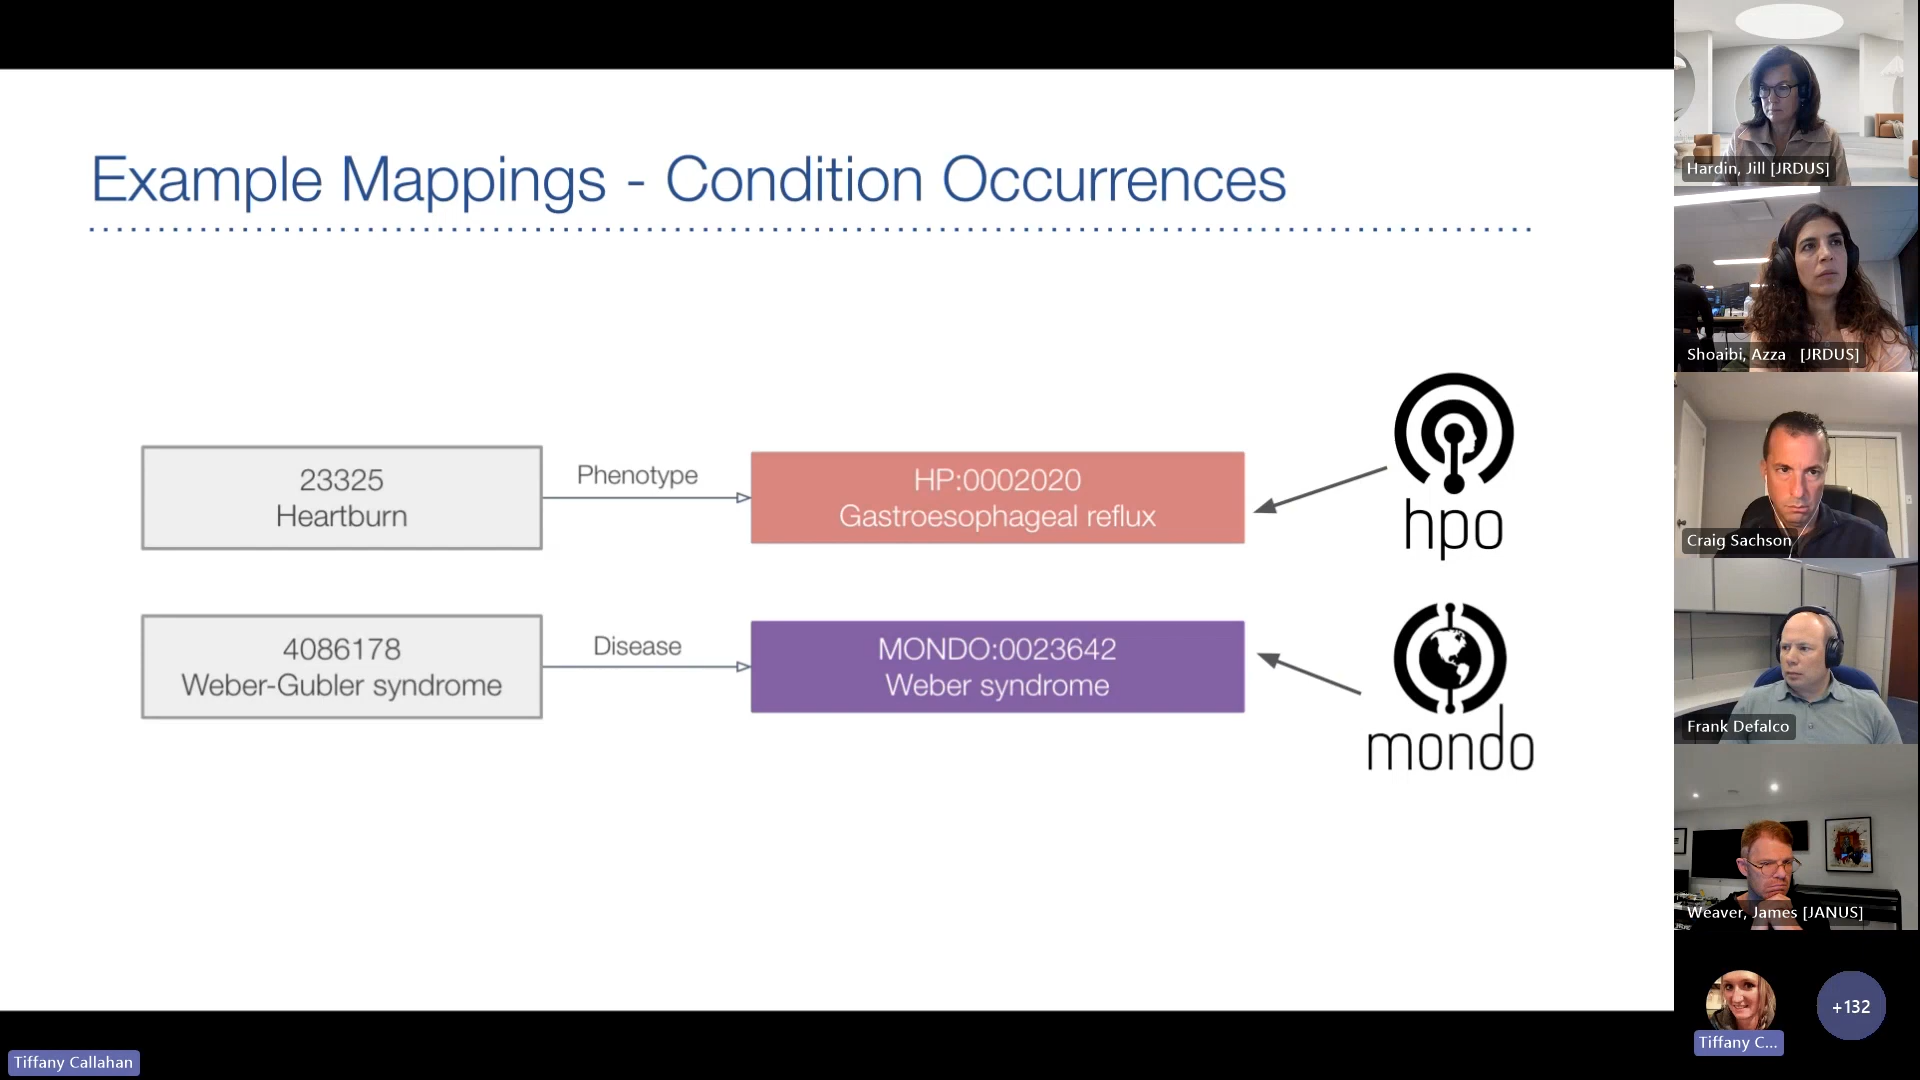 Example Mappings - Condition Occurrences
23325
Heartburn
Phenotype
HP:0002020
Gastroesophageal reflux
hpo
4086178
Weber-Gubler syndrome
Disease
MONDO:0023642
Weber syndrome
mondo
Hardin, Jill [JRDUS]
Shoaibi, Azza [JRDUS]
Craig Sachson
Frank Defalco
Weaver, James [JANUS]
Tiffany C...
+132
Tiffany Callahan